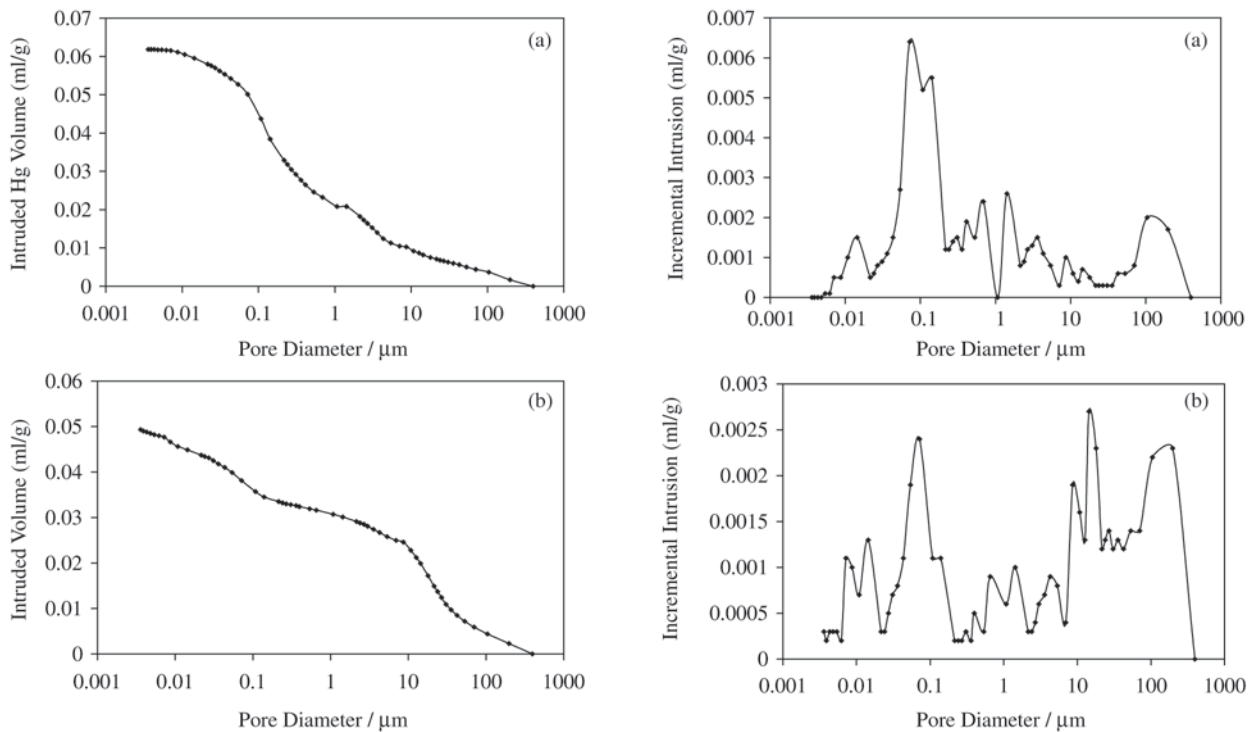 (a)
Intruded Hg Volume (ml/g)
0.07
0.06
0.05
0.04
0.03
0.02
0.01
0
0.001 0.01 0.1 1 10 100 1000
Pore Diameter / μm
(a)
Incremental Intrusion (ml/g)
0.007
0.006
0.005
0.004
0.003
0.002
0.001
0
0.001 0.01 0.1 1 10 100 1000
Pore Diameter / μm
(b)
Intruded Volume (ml/g)
0.06
0.05
0.04
0.03
0.02
0.01
0
0.001 0.01 0.1 1 10 100 1000
Pore Diameter / μm
(b)
Incremental Intrusion (ml/g)
0.003
0.0025
0.002
0.0015
0.001
0.0005
0
0.001 0.01 0.1 1 10 100 1000
Pore Diameter / μm